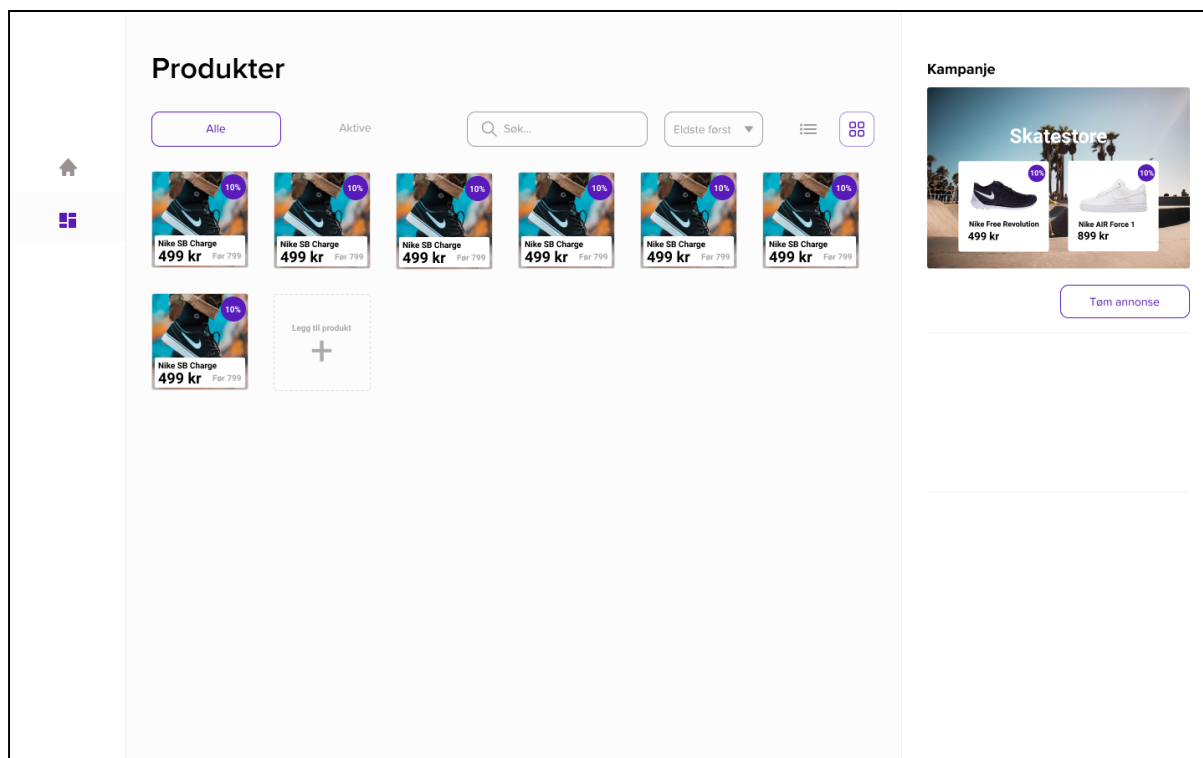 Produkter
Alle
Aktive
Søk...
Eldste først
10%
Nike SB Charge
499 kr Før 799
10%
Nike SB Charge
499 kr Før 799
10%
Nike SB Charge
499 kr Før 799
10%
Nike SB Charge
499 kr Før 799
10%
Nike SB Charge
499 kr Før 799
10%
Nike SB Charge
499 kr Før 799
10%
Nike SB Charge
499 kr Før 799
Legg til produkt
Kampanje
Skatestore
10%
Nike Free Revolution
499 kr
10%
Nike AIR Force 1
899 kr
Tøm annonse